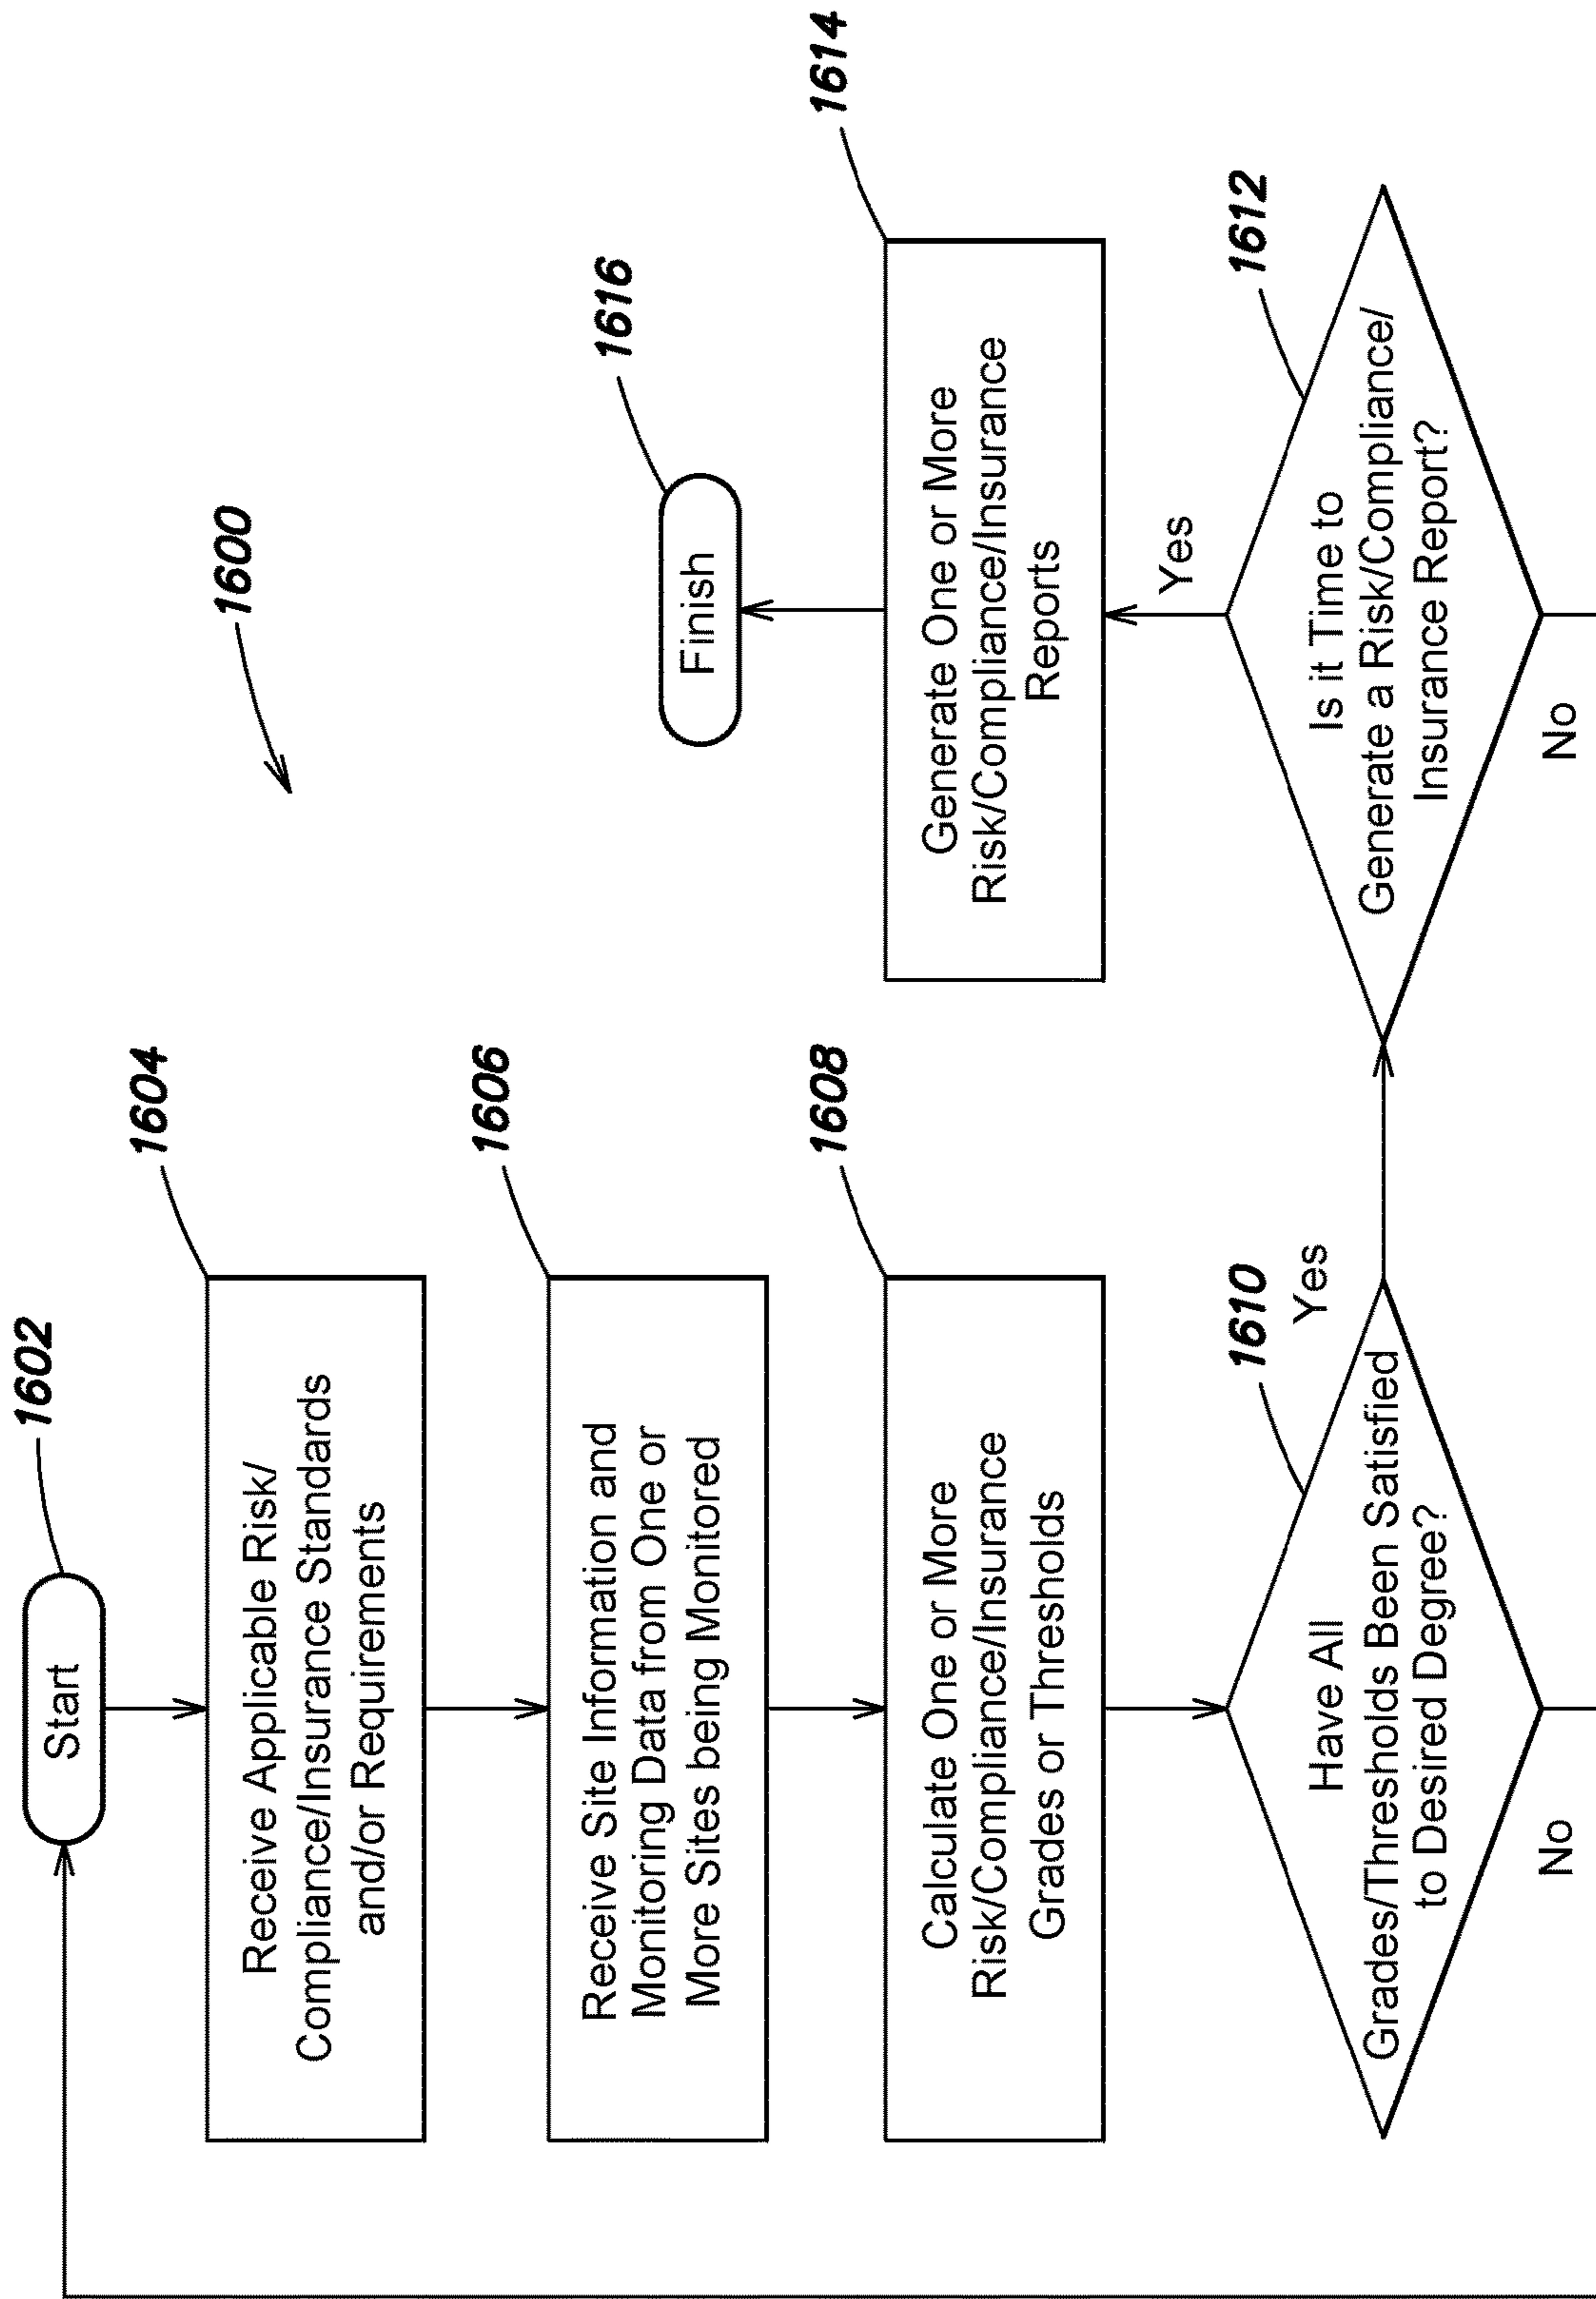 1600
1602
Start
1604
Receive Applicable Risk/
Compliance/Insurance Standards
and/or Requirements
1606
Receive Site Information and
Monitoring Data from One or
More Sites being Monitored
1608
Calculate One or More
Risk/Compliance/Insurance
Grades or Thresholds
1610
Have All
Grades/Thresholds Been Satisfied
to Desired Degree?
Yes
No
1612
Is it Time to
Generate a Risk/Compliance/
Insurance Report?
Yes
No
1614
Generate One or More
Risk/Compliance/Insurance
Reports
1616
Finish